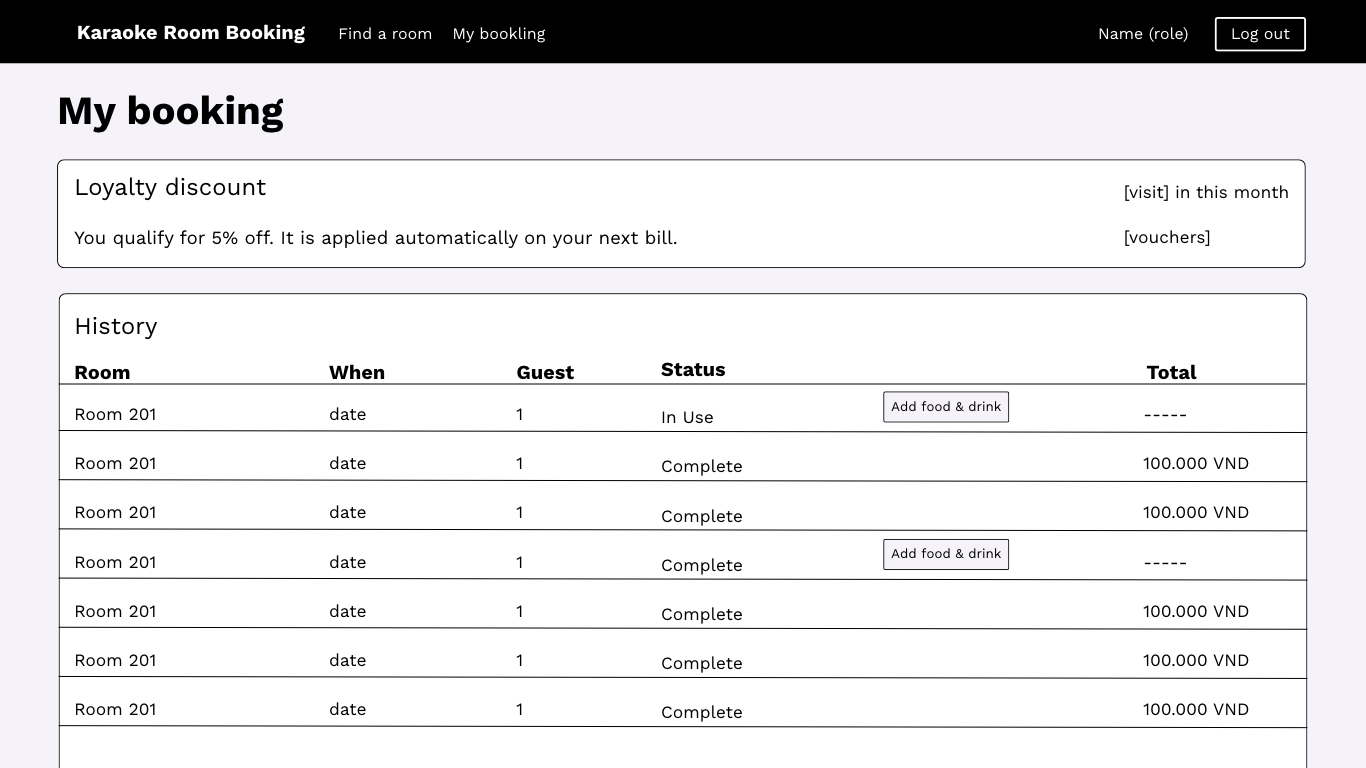 Karaoke Room Booking Find a room My bookling Name (role) Log out
My booking
Loyalty discount [visit] in this month
You qualify for 5% off. It is applied automatically on your next bill. [vouchers]
History
Room When Guest Status Total
Room 201 date 1 In Use Add food & drink -----
Room 201 date 1 Complete 100.000 VND
Room 201 date 1 Complete 100.000 VND
Room 201 date 1 Complete Add food & drink -----
Room 201 date 1 Complete 100.000 VND
Room 201 date 1 Complete 100.000 VND
Room 201 date 1 Complete 100.000 VND